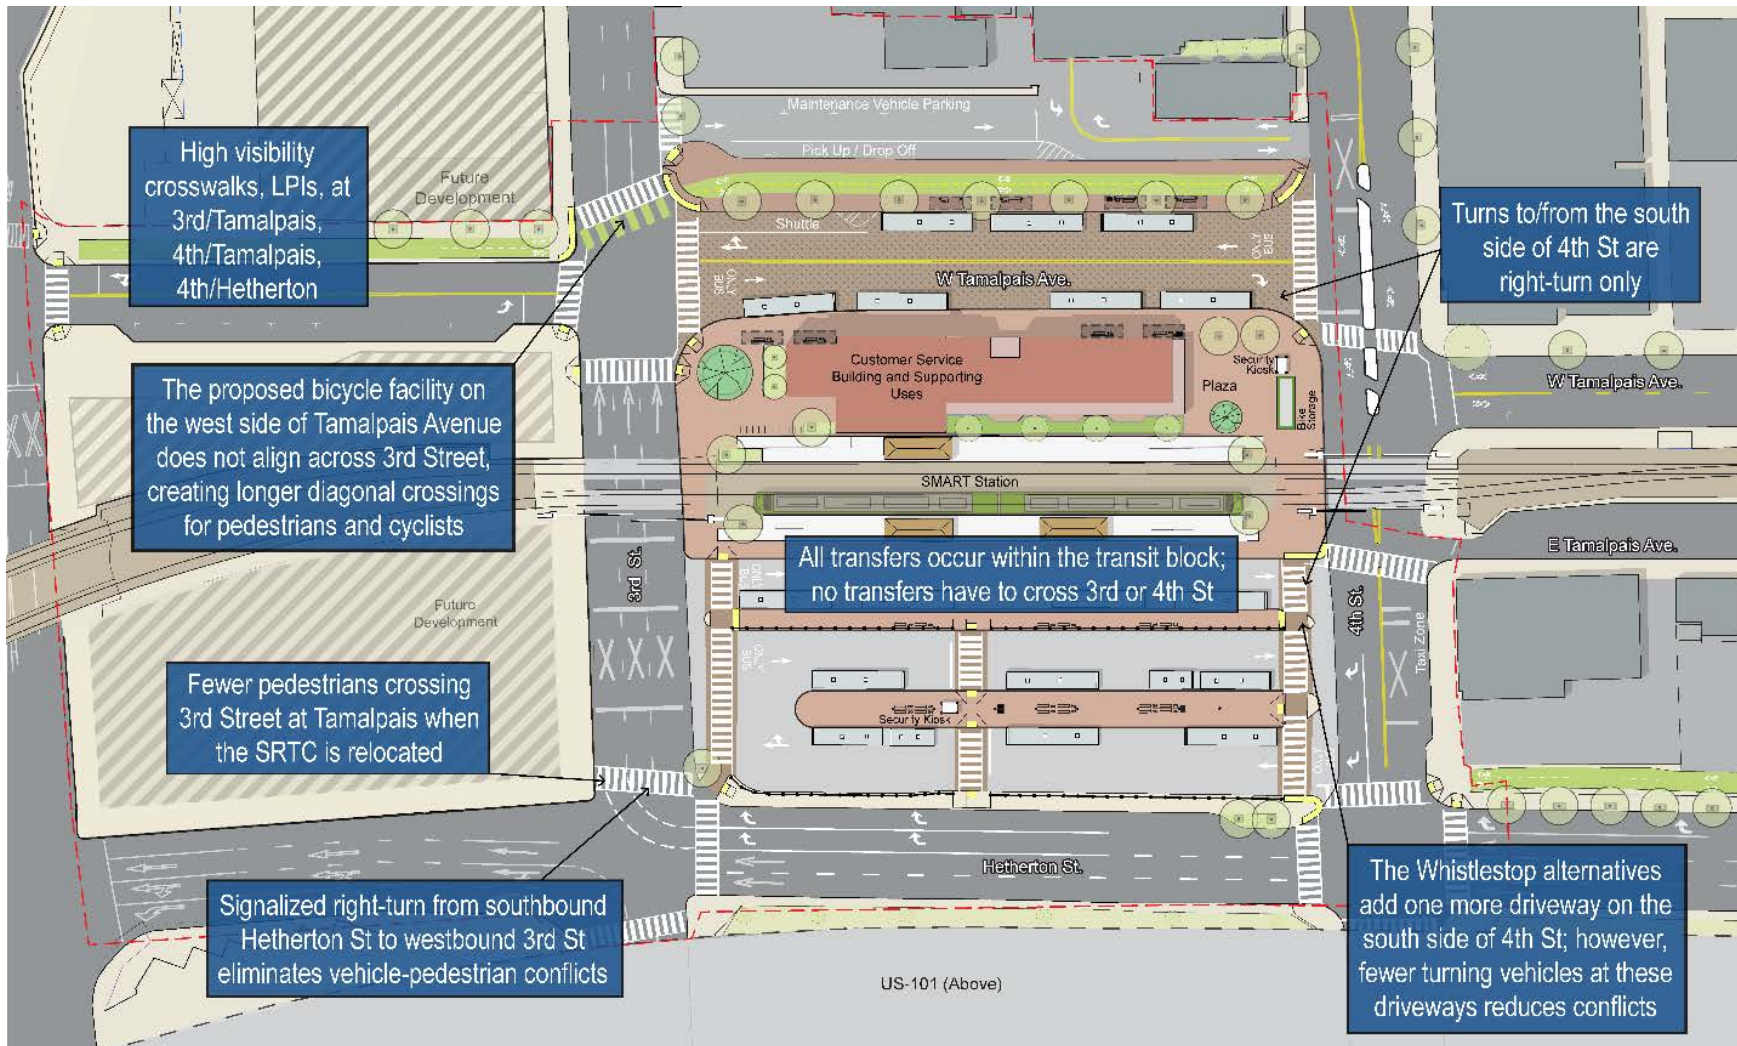 Maintenance Vehicle Parking
Pick Up / Drop Off
High visibility
crosswalks, LPIs, at
3rd/Tamalpais,
4th/Tamalpais,
4th/Hetherton
Future
Development
Shuttle
ONLY
BUS
W Tamalpais Ave.
ONLY
BUS
Turns to/from the south
side of 4th St are
right-turn only
The proposed bicycle facility on
the west side of Tamalpais Avenue
does not align across 3rd Street,
creating longer diagonal crossings
for pedestrians and cyclists
Customer Service
Building and Supporting
Uses
Plaza
Security
Kiosk
Bike
Storage
W Tamalpais Ave.
SMART Station
E Tamalpais Ave.
3rd St.
ONLY
BUS
All transfers occur within the transit block;
no transfers have to cross 3rd or 4th St
4th St.
Taxi Zone
Future
Development
ONLY
BUS
Fewer pedestrians crossing
3rd Street at Tamalpais when
the SRTC is relocated
Security Kiosk
Hetherton St.
Signalized right-turn from southbound
Hetherton St to westbound 3rd St
eliminates vehicle-pedestrian conflicts
US-101 (Above)
The Whistlestop alternatives
add one more driveway on the
south side of 4th St; however,
fewer turning vehicles at these
driveways reduces conflicts